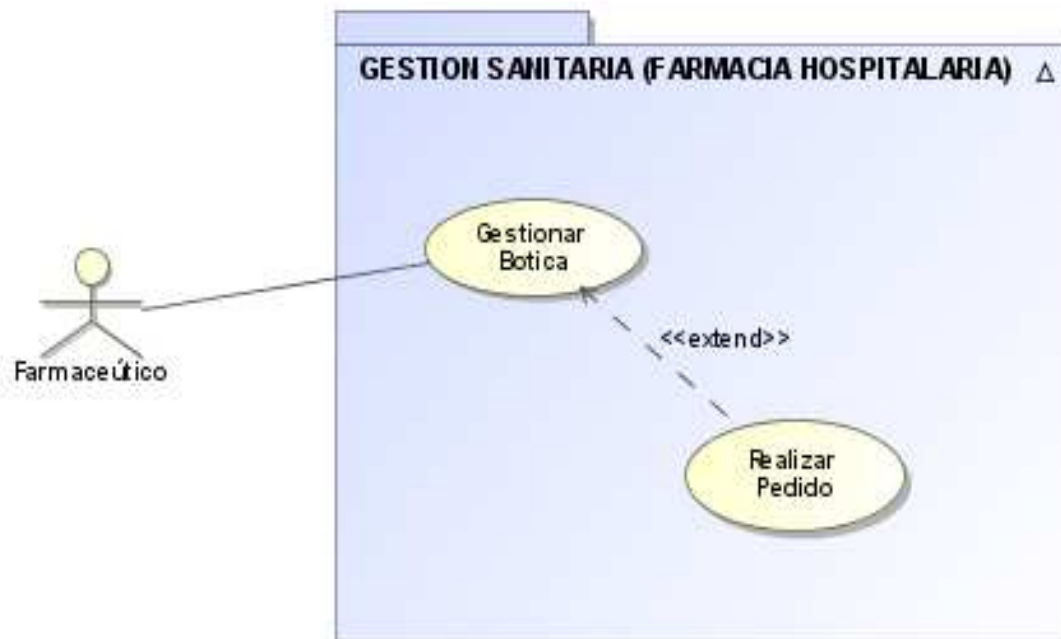 GESTION SANITARIA (FARMACIA HOSPITALARIA)
Gestionar
Botica
<<extend>>
Farmaceútico
Realizar
Pedido